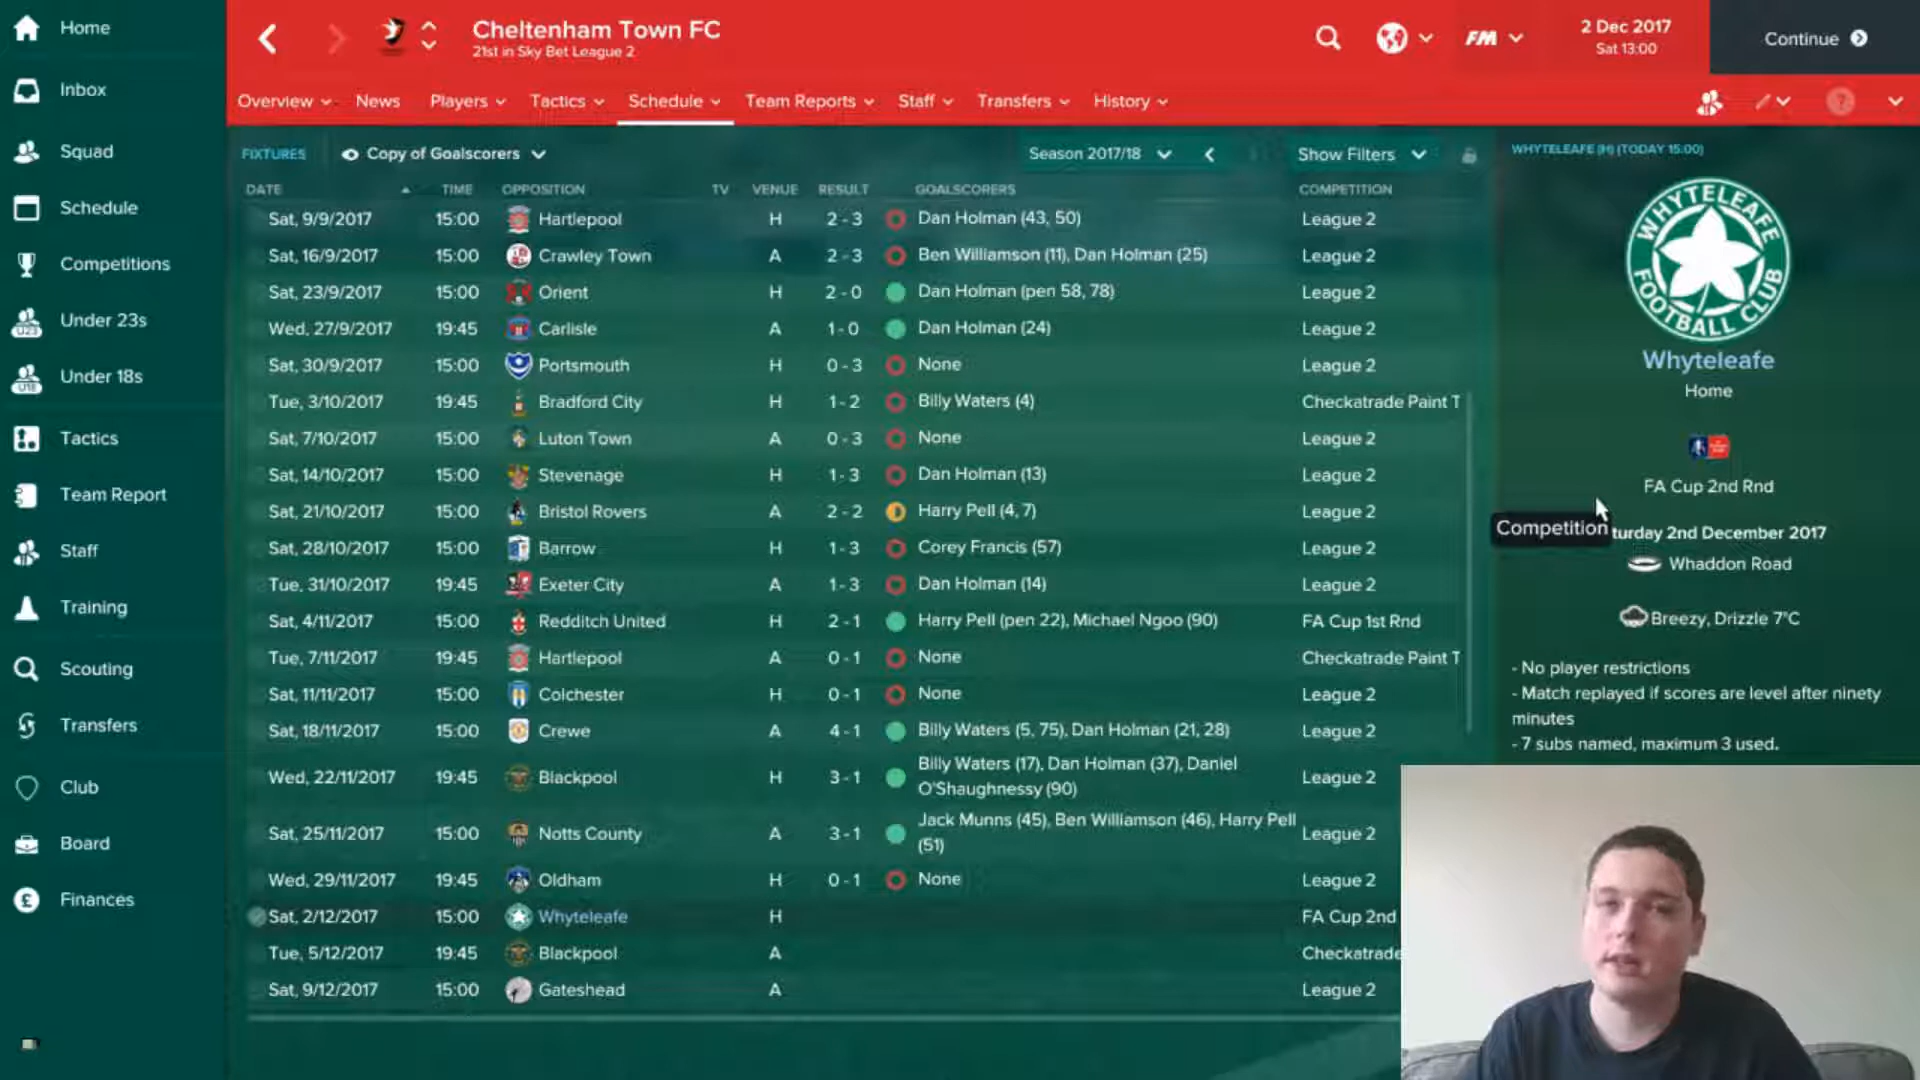 Home
Inbox
Squad
Schedule
Competitions
Under 23s
Under 18s
Tactics
Team Report
Staff
Training
Scouting
Transfers
Club
Board
Finances
Cheltenham Town FC
21st in Sky Bet League 2
FM
2 Dec 2017
Sat 13:00
Continue
Overview News Players Tactics Schedule Team Reports Staff Transfers History
FIXTURES Copy of Goalscorers Season 2017/18 Show Filters
DATE TIME OPPOSITION TV VENUE RESULT GOALSCORERS COMPETITION
Sat, 9/9/2017 15:00 Hartlepool H 2 - 3 Dan Holman (43, 50) League 2
Sat, 16/9/2017 15:00 Crawley Town A 2 - 3 Ben Williamson (11), Dan Holman (25) League 2
Sat, 23/9/2017 15:00 Orient H 2 - 0 Dan Holman (pen 58, 78) League 2
Wed, 27/9/2017 19:45 Carlisle A 1 - 0 Dan Holman (24) League 2
Sat, 30/9/2017 15:00 Portsmouth H 0 - 3 None League 2
Tue, 3/10/2017 19:45 Bradford City H 1 - 2 Billy Waters (4) Checkatrade Paint T
Sat, 7/10/2017 15:00 Luton Town A 0 - 3 None League 2
Sat, 14/10/2017 15:00 Stevenage H 1 - 3 Dan Holman (13) League 2
Sat, 21/10/2017 15:00 Bristol Rovers A 2 - 2 Harry Pell (4, 7) League 2
Sat, 28/10/2017 15:00 Barrow H 1 - 3 Corey Francis (57) League 2
Tue, 31/10/2017 19:45 Exeter City A 1 - 3 Dan Holman (14) League 2
Sat, 4/11/2017 15:00 Redditch United H 2 - 1 Harry Pell (pen 22), Michael Ngoo (90) FA Cup 1st Rnd
Tue, 7/11/2017 19:45 Hartlepool A 0 - 1 None Checkatrade Paint T
Sat, 11/11/2017 15:00 Colchester H 0 - 1 None League 2
Sat, 18/11/2017 15:00 Crewe A 4 - 1 Billy Waters (5, 75), Dan Holman (21, 28) League 2
Wed, 22/11/2017 19:45 Blackpool H 3 - 1 Billy Waters (17), Dan Holman (37), Daniel
O'Shaughnessy (90) League 2
Sat, 25/11/2017 15:00 Notts County A 3 - 1 Jack Munns (45), Ben Williamson (46), Harry Pell
(51) League 2
Wed, 29/11/2017 19:45 Oldham H 0 - 1 None League 2
Sat, 2/12/2017 15:00 Whyteleafe H FA Cup 2nd
Tue, 5/12/2017 19:45 Blackpool A Checkatrade
Sat, 9/12/2017 15:00 Gateshead A League 2
WHYTELEAFE (H) (TODAY 15:00)
WHYTELEAFE
FOOTBALL CLUB
Whyteleafe
Home
FA Cup 2nd Rnd
Competition
turday 2nd December 2017
Whaddon Road
Breezy, Drizzle 7°C
- No player restrictions
- Match replayed if scores are level after ninety
minutes
- 7 subs named, maximum 3 used.